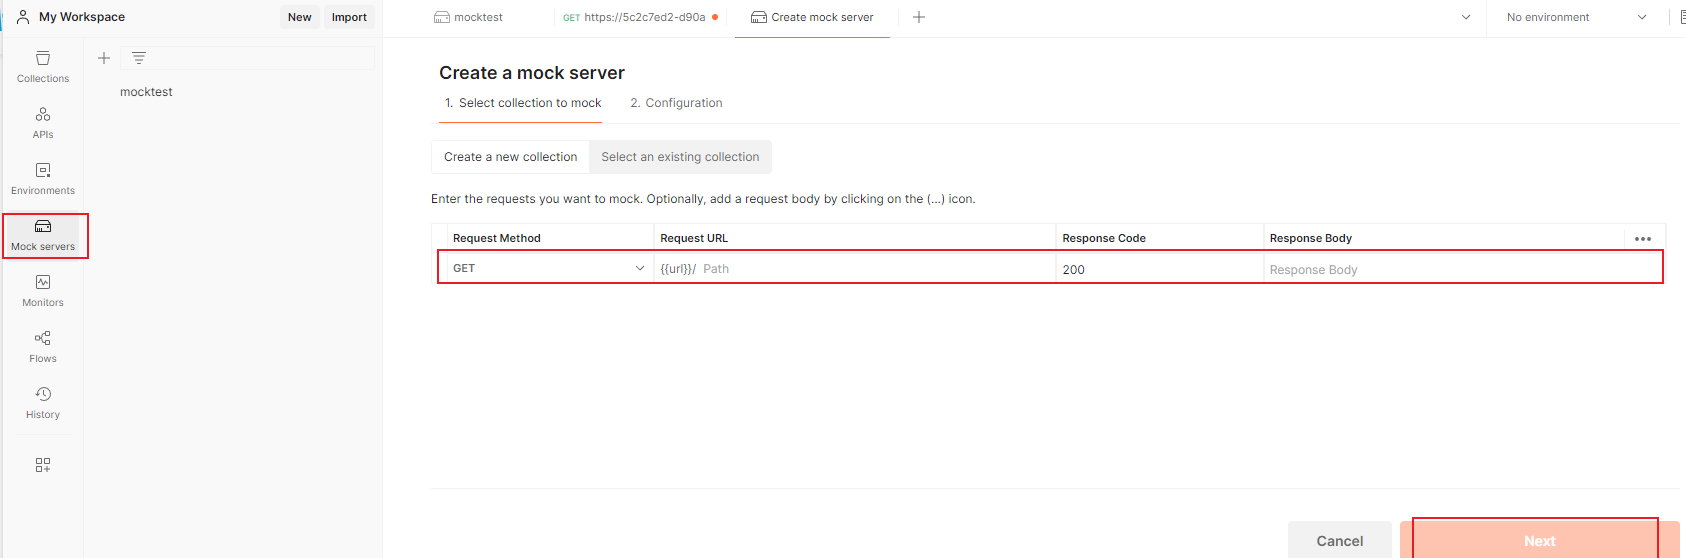 My Workspace
New
Import
mocktest
GET https://5c2c7ed2-d90a
Create mock server
No environment
Collections
APIs
Environments
Mock servers
Monitors
Flows
History
mocktest
Create a mock server
1. Select collection to mock
2. Configuration
Create a new collection
Select an existing collection
Enter the requests you want to mock. Optionally, add a request body by clicking on the (...) icon.
Request Method
Request URL
Response Code
Response Body
GET
{{url}}/ Path
200
Response Body
Cancel
Next